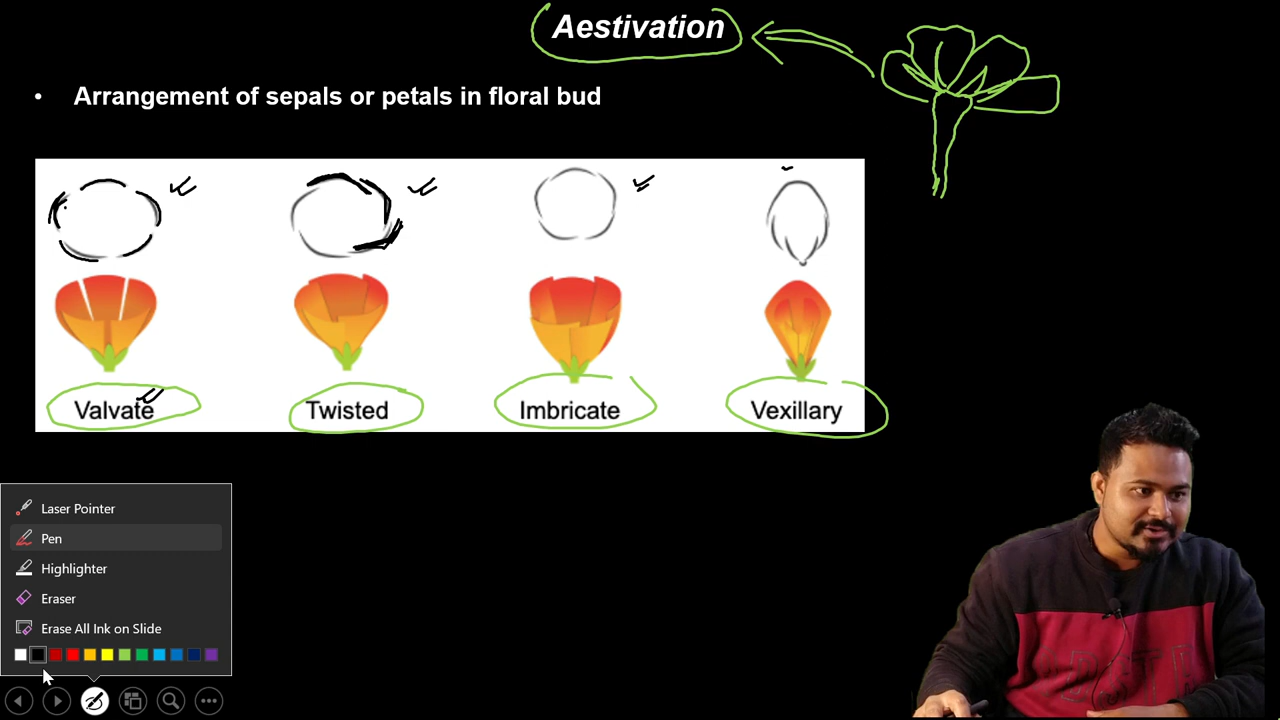 Aestivation
• Arrangement of sepals or petals in floral bud
Valvate Twisted Imbricate Vexillary
Laser Pointer
Pen
Highlighter
Eraser
Erase All Ink on Slide